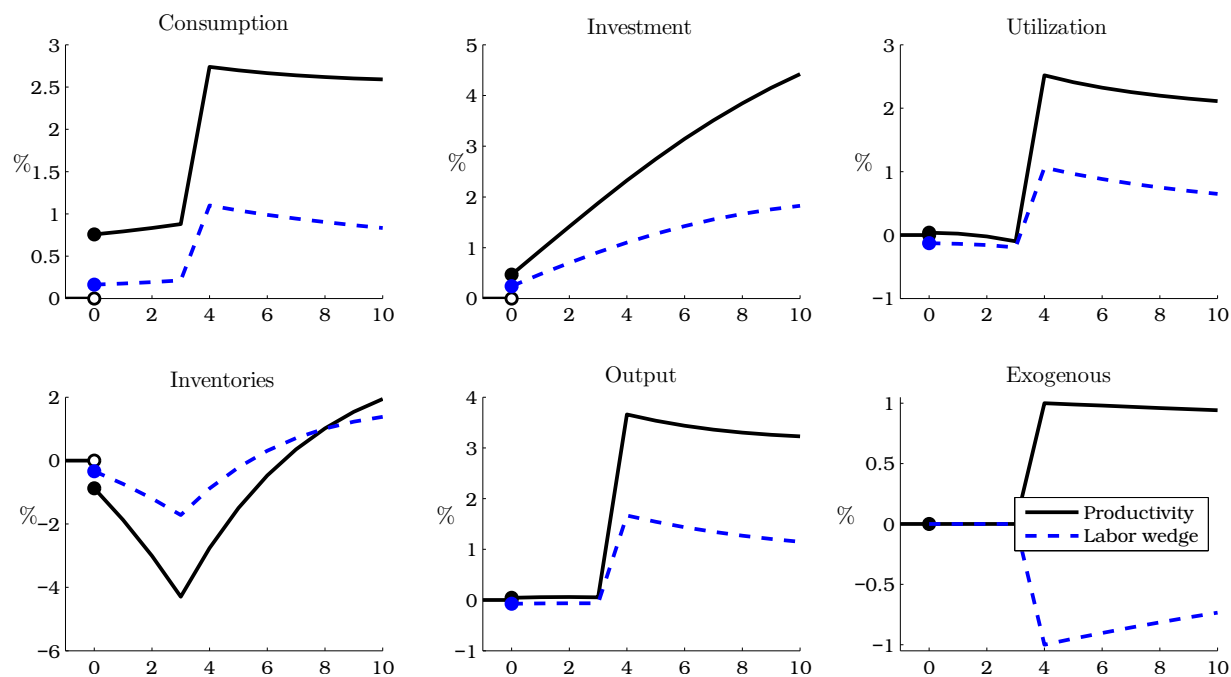 Consumption
3
2.5
2
%
1.5
1
0.5
0
0 2 4 6 8 10
Investment
5
4
3
%
2
1
0
0 2 4 6 8 10
Utilization
3
2
%
1
0
−1
0 2 4 6 8 10
Inventories
2
0
%
−2
−4
−6
0 2 4 6 8 10
Output
4
3
2
%
1
0
−1
0 2 4 6 8 10
Exogenous
1
0.5
%
0
−0.5
−1
0 2 4 6 8 10
Productivity
Labor wedge